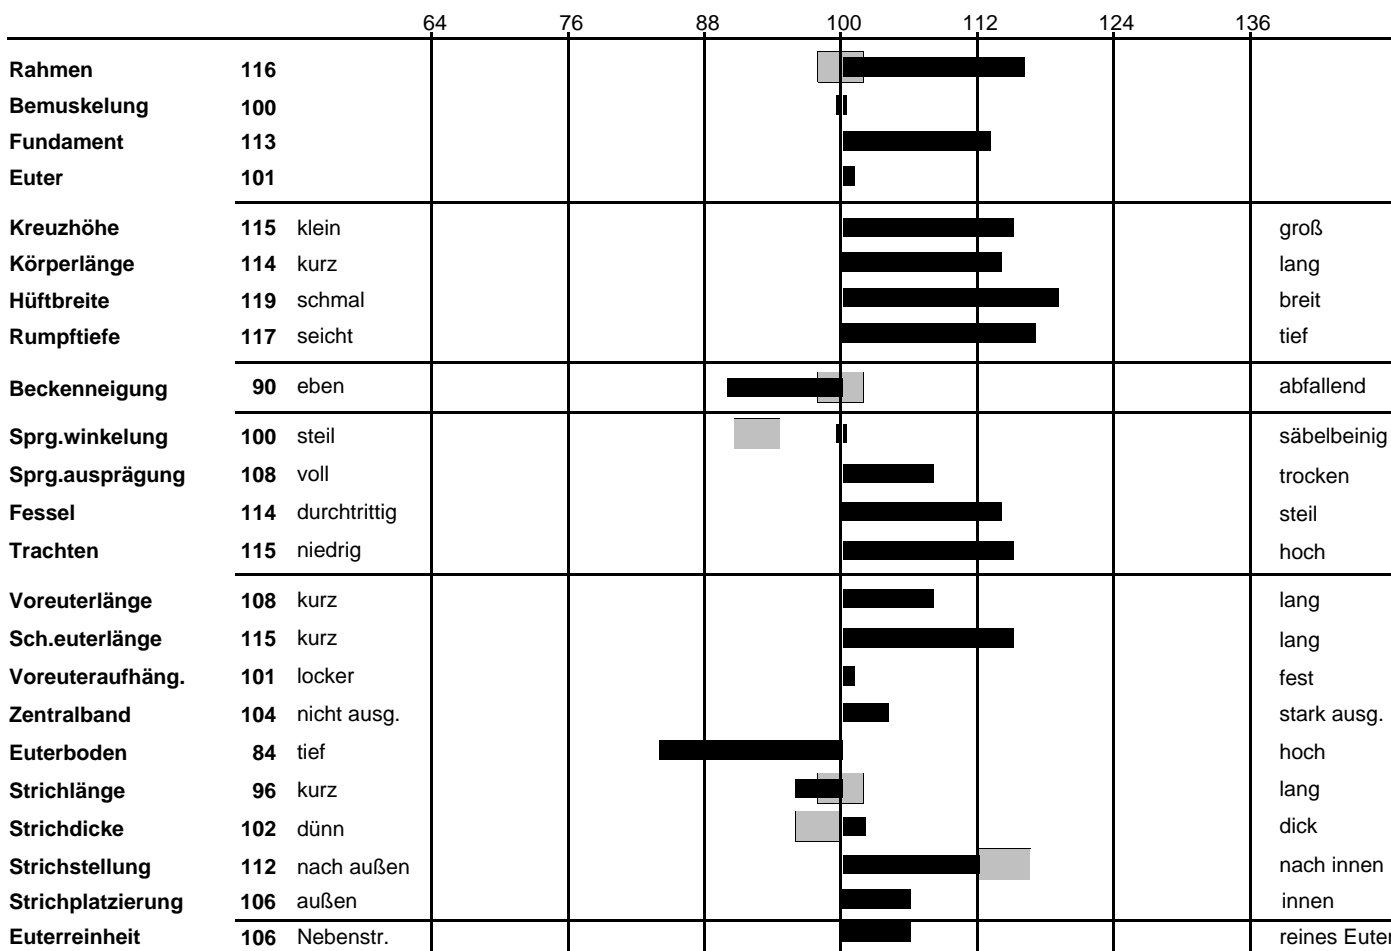 64 76 88 100 112 124 136
Rahmen 116
Bemuskelung 100
Fundament 113
Euter 101
Kreuzhöhe 115 klein groß
Körperlänge 114 kurz lang
Hüftbreite 119 schmal breit
Rumpftiefe 117 seicht tief
Beckenneigung 90 eben abfallend
Sprg.winkelung 100 steil säbelbeinig
Sprg.ausprägung 108 voll trocken
Fessel 114 durchtrittig steil
Trachten 115 niedrig hoch
Voreuterlänge 108 kurz lang
Sch.euterlänge 115 kurz lang
Voreuteraufhäng. 101 locker fest
Zentralband 104 nicht ausg. stark ausg.
Euterboden 84 tief hoch
Strichlänge 96 kurz lang
Strichdicke 102 dünn dick
Strichstellung 112 nach außen nach innen
Strichplatzierung 106 außen innen
Euterreinheit 106 Nebenstr. reines Euter